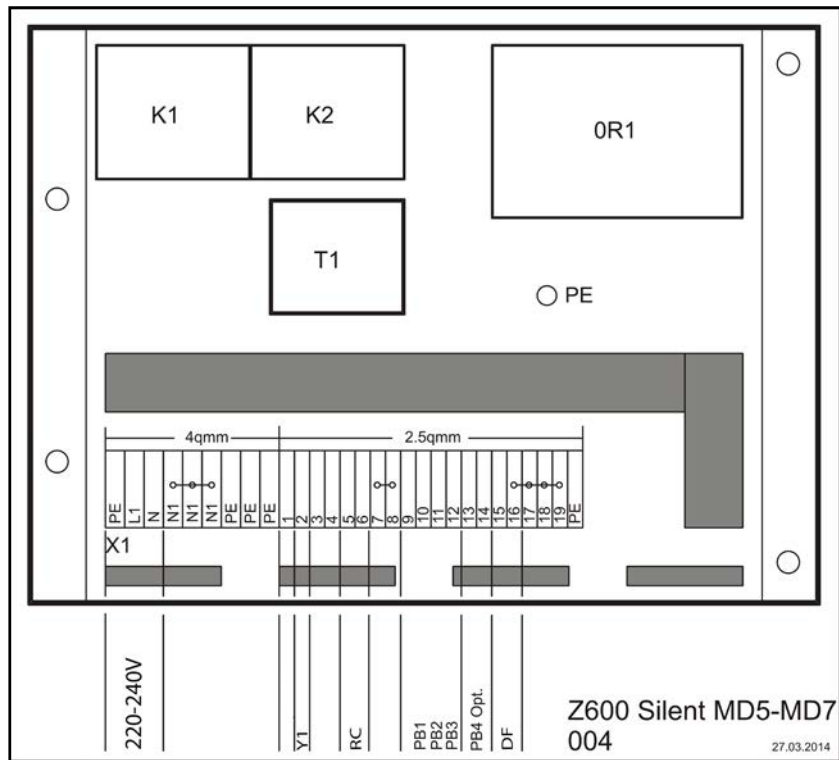 K1
K2
0R1
T1
PE
4qmm
2.5qmm
PE
L1
N
N1
N1
N1
PE
PE
PE
1
2
3
4
5
6
7
8
9
10
11
12
13
14
15
16
17
18
19
PE
X1
220-240V
Y1
RC
PB1
PB2
PB3
PB4 Opt.
DF
Z600 Silent MD5-MD7
004
27.03.2014